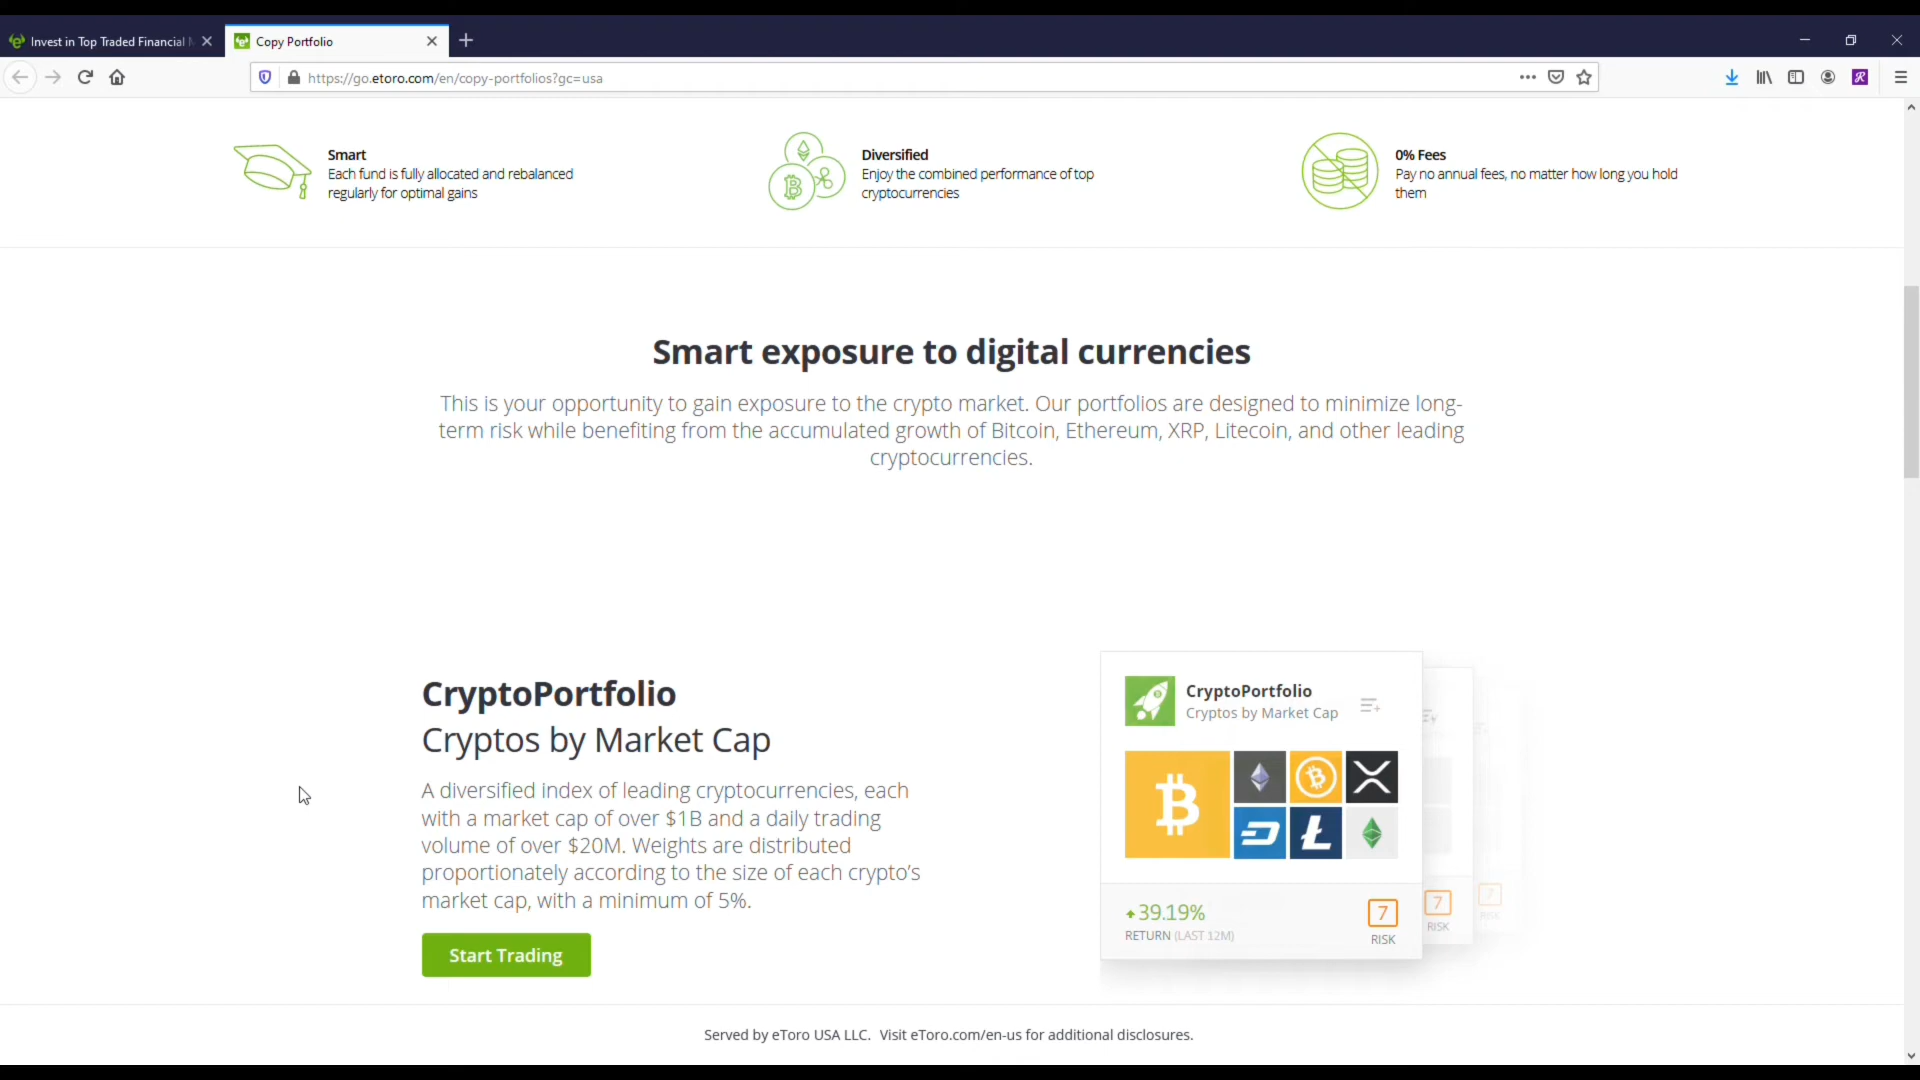 Invest in Top Traded Financial
Copy Portfolio
https://go.etoro.com/en/copy-portfolios?gc=usa
Smart
Each fund is fully allocated and rebalanced
regularly for optimal gains
Diversified
Enjoy the combined performance of top
cryptocurrencies
0% Fees
Pay no annual fees, no matter how long you hold
them
Smart exposure to digital currencies
This is your opportunity to gain exposure to the crypto market. Our portfolios are designed to minimize long-
term risk while benefiting from the accumulated growth of Bitcoin, Ethereum, XRP, Litecoin, and other leading
cryptocurrencies.
CryptoPortfolio
Cryptos by Market Cap
A diversified index of leading cryptocurrencies, each
with a market cap of over $1B and a daily trading
volume of over $20M. Weights are distributed
proportionately according to the size of each crypto’s
market cap, with a minimum of 5%.
Start Trading
CryptoPortfolio
Cryptos by Market Cap
39.19%
RETURN (LAST 12M)
7
RISK
7
RISK
7
RISK
Served by eToro USA LLC. Visit eToro.com/en-us for additional disclosures.